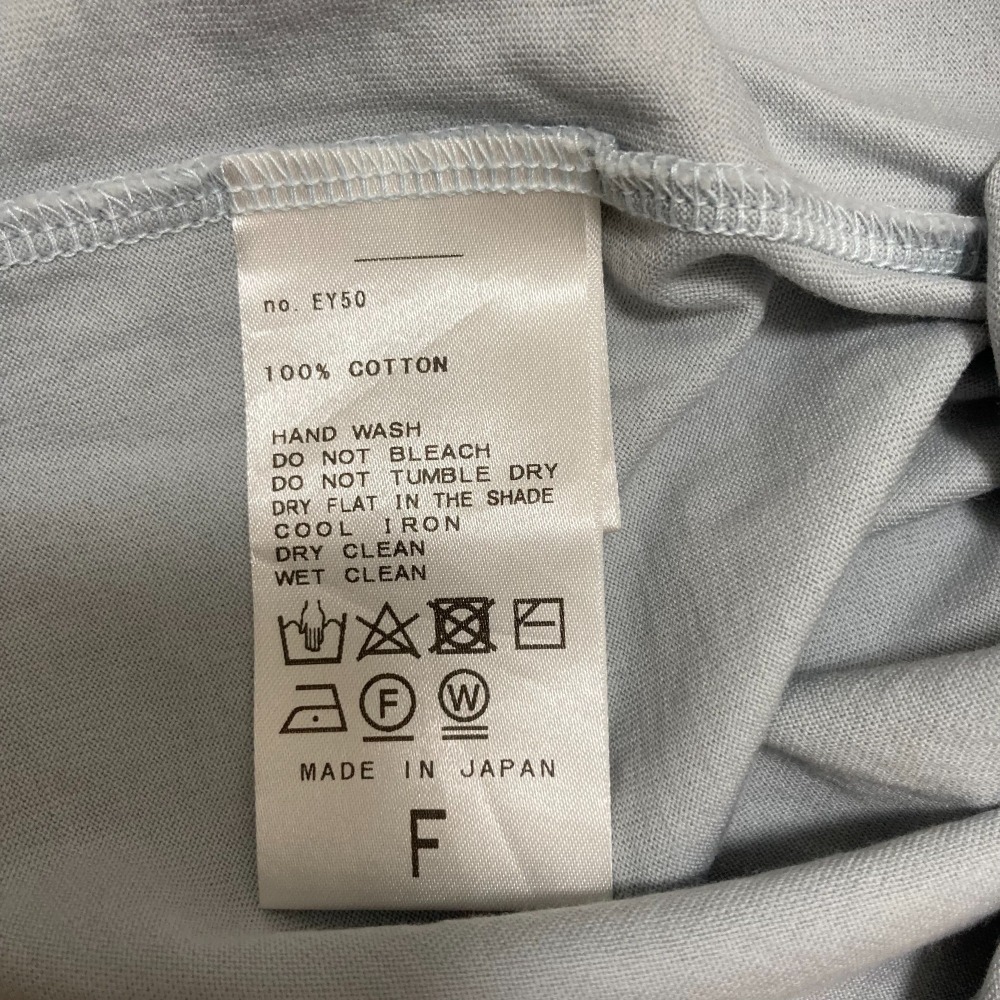 no. EY50
100% COTTON
HAND WASH
DO NOT BLEACH
DO NOT TUMBLE DRY
DRY FLAT IN THE SHADE
COOL IRON
DRY CLEAN
WET CLEAN
F W
MADE IN JAPAN
F